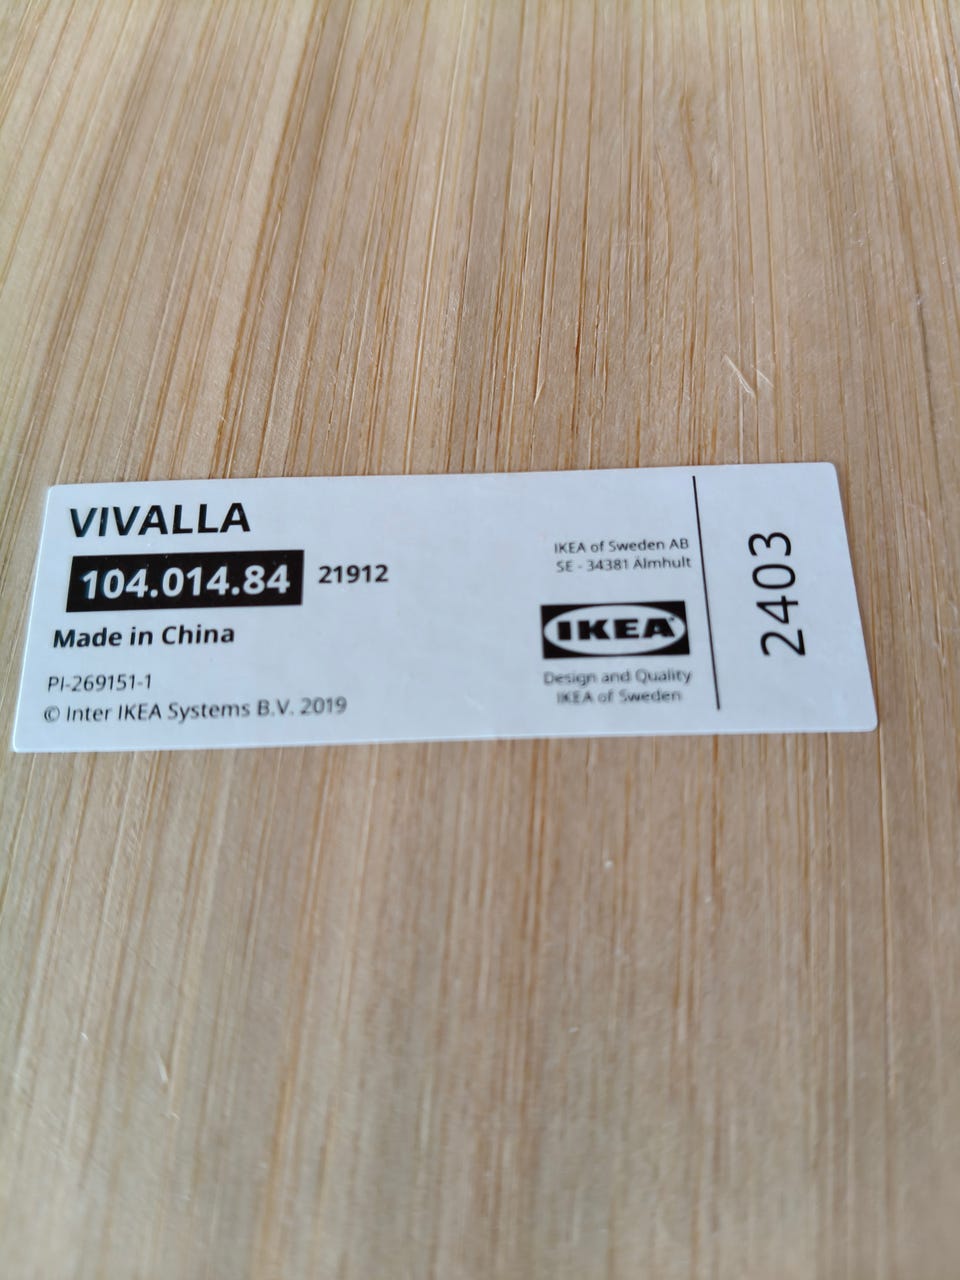 VIVALLA
104.014.84 21912
Made in China
PI-269151-1
© Inter IKEA Systems B.V. 2019
IKEA of Sweden AB
SE - 34381 Älmhult
IKEA®
Design and Quality
IKEA of Sweden
2403